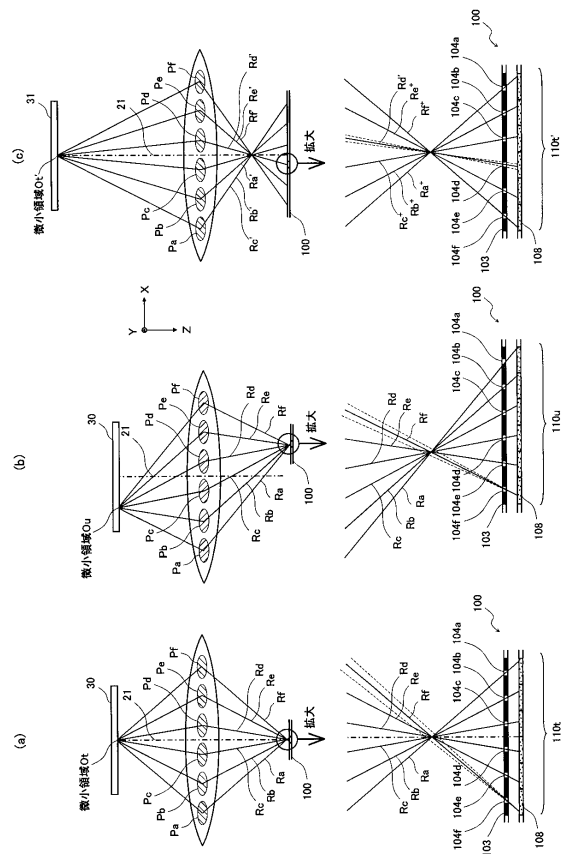 (a)
微小領域Ot
30
21
Pa
Pb
Pc
Pd
Pe
Pf
Rd
Re
Rf
Rc
Rb
Ra
100
拡大
Rc
Rb
Ra
Rd
Re
Rf
100
104f
104e
104d
104c
104b
104a
103
108
110t
(b)
微小領域Ou
30
21
Pa
Pb
Pc
Pd
Pe
Pf
Rd
Re
Rf
Rc
Rb
Ra
100
拡大
Rc
Rb
Ra
Rd
Re
Rf
100
104f
104e
104d
104c
104b
104a
103
108
110u
Y
X
Z
(c)
微小領域Ot'
31
21
Pa
Pb
Pc
Pd
Pe
Pf
Rd'
Re'
Rf'
Rc'
Rb'
Ra'
100
拡大
Rc+
Rb+
Ra+
Rd'
Re+
Rf+
100
104f
104e
104d
104c
104b
104a
103
108
110t'